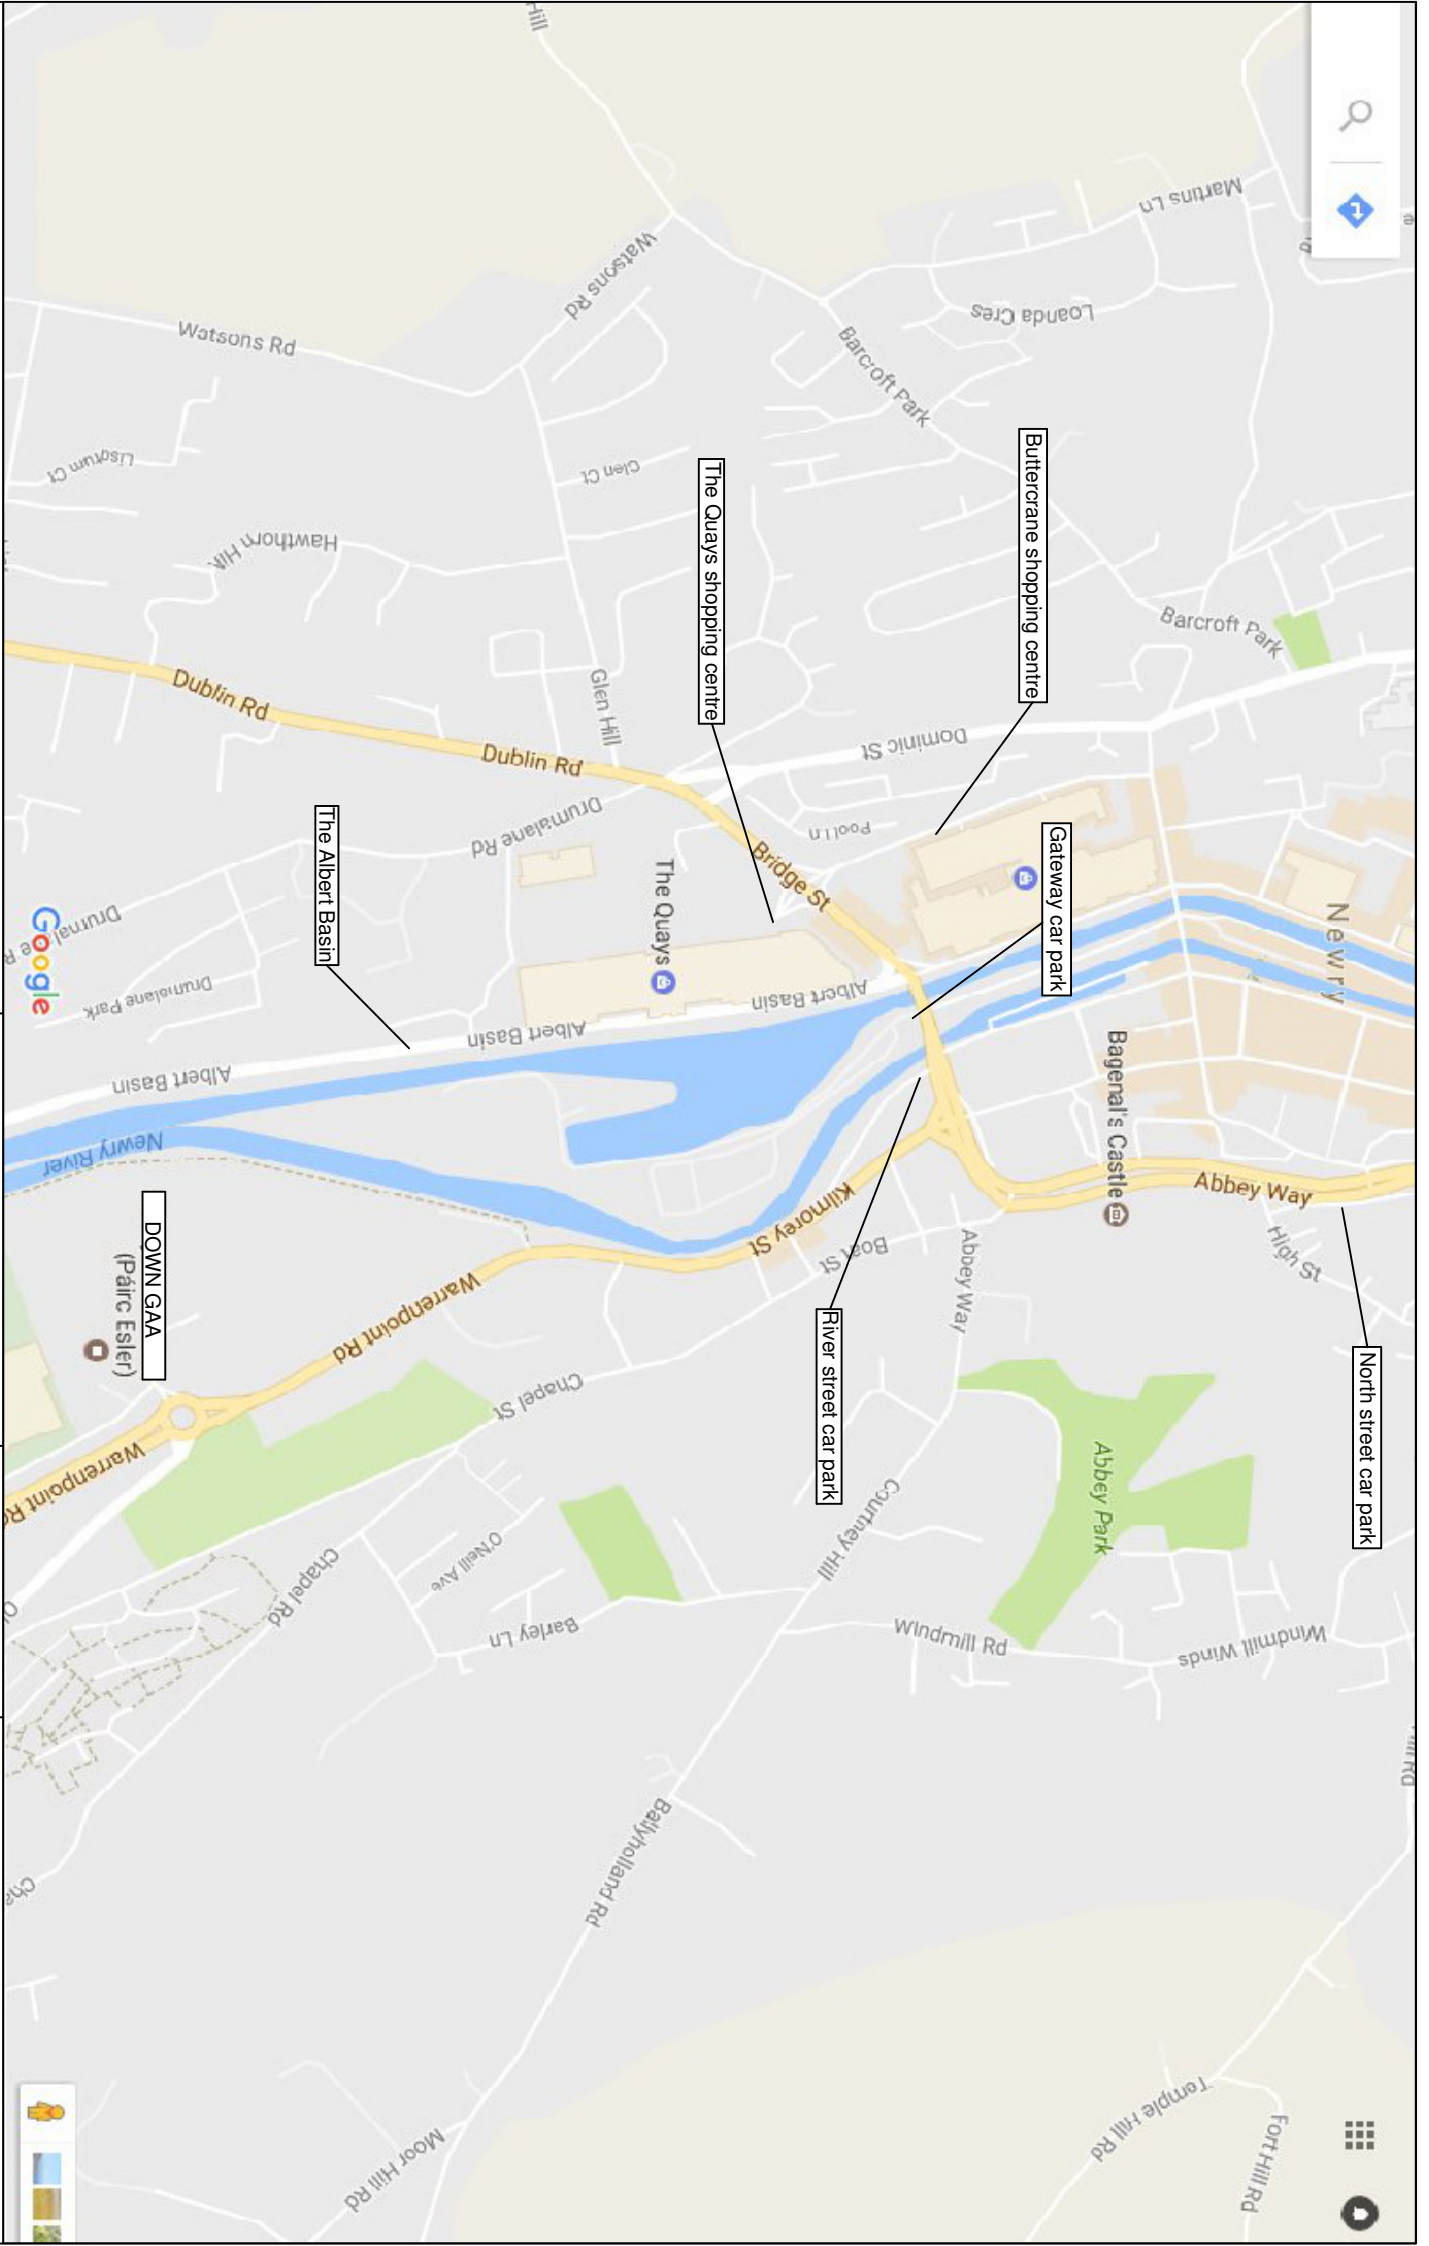 Hill Rd
North street car park
Newry
Windmill Winds
High St
Fort Hill Rd
Abbey Way
Barcroft Park
Martins Ln
Temple Hill Rd
Bagenal's Castle
Abbey Park
Loanda Cres
Gateway car park
Buttercrane shopping centre
Abbey Way
Windmill Rd
Dominic St
Barcroft Park
Boat St
Courtney Hill
Pool Ln
River street car park
Albert Basin
Bridge St
Kilmorey St
The Quays shopping centre
The Quays
Ballyholland Rd
Watsons Rd
Glen Ct
Glen Hill
Albert Basin
Drumalane Rd
Dublin Rd
Chapel St
Barley Ln
Hill
O'Neill Ave
Warrenpoint Rd
Moor Hill Rd
The Albert Basin
Hawthorn Hill
Chapel Rd
Watsons Rd
Dublin Rd
Albert Basin
Drumalane Park
DOWN GAA
(Páirc Esler)
Lisgrum Ct
Newry River
Warrenpoint Rd
Google